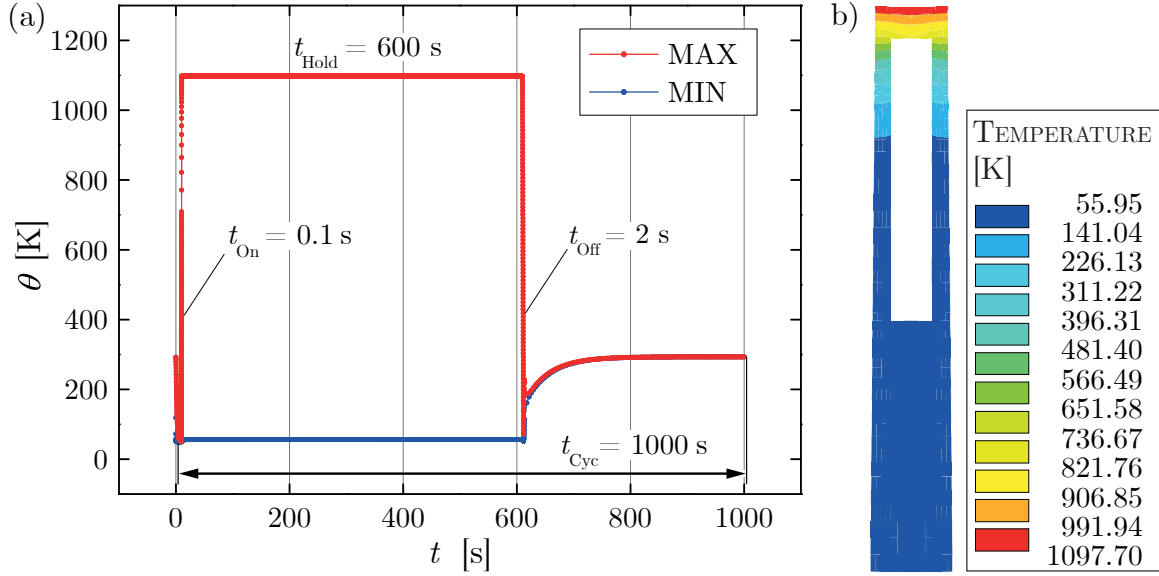 (a)
1200
1000
800
600
400
200
0
θ [K]
t_Hold = 600 s
MAX
MIN
t_On = 0.1 s
t_Off = 2 s
t_Cyc = 1000 s
0
200
400
600
800
1000
t [s]
b)
TEMPERATURE
[K]
55.95
141.04
226.13
311.22
396.31
481.40
566.49
651.58
736.67
821.76
906.85
991.94
1097.70